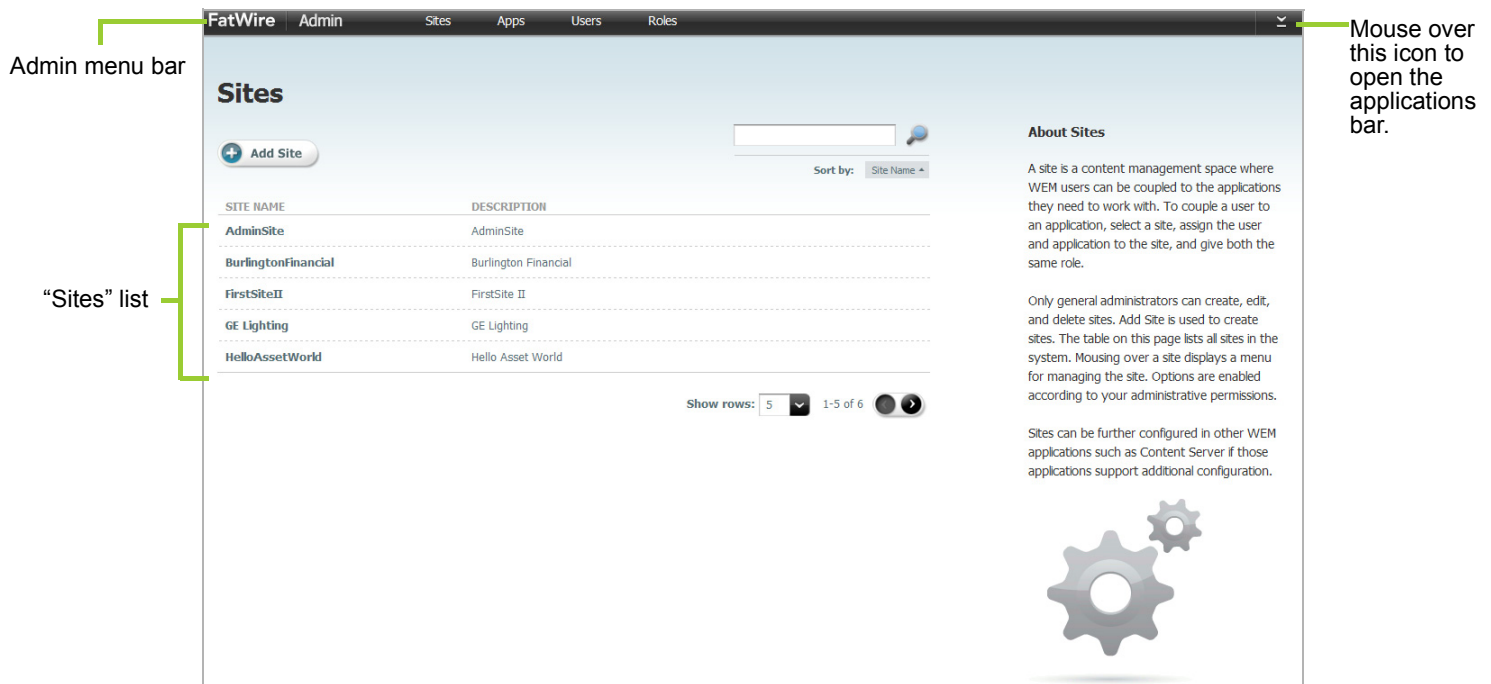 FatWire Admin Sites Apps Users Roles
Admin menu bar
Mouse over
this icon to
open the
applications
bar.
Sites
Add Site
Sort by: Site Name
SITE NAME DESCRIPTION
AdminSite AdminSite
BurlingtonFinancial Burlington Financial
FirstSiteII FirstSite II
GE Lighting GE Lighting
HelloAssetWorld Hello Asset World
“Sites” list
Show rows: 5 1-5 of 6
About Sites
A site is a content management space where
WEM users can be coupled to the applications
they need to work with. To couple a user to
an application, select a site, assign the user
and application to the site, and give both the
same role.
Only general administrators can create, edit,
and delete sites. Add Site is used to create
sites. The table on this page lists all sites in the
system. Mousing over a site displays a menu
for managing the site. Options are enabled
according to your administrative permissions.
Sites can be further configured in other WEM
applications such as Content Server if those
applications support additional configuration.